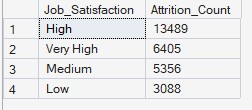 Job_Satisfaction Attrition_Count
1 High 13489
2 Very High 6405
3 Medium 5356
4 Low 3088